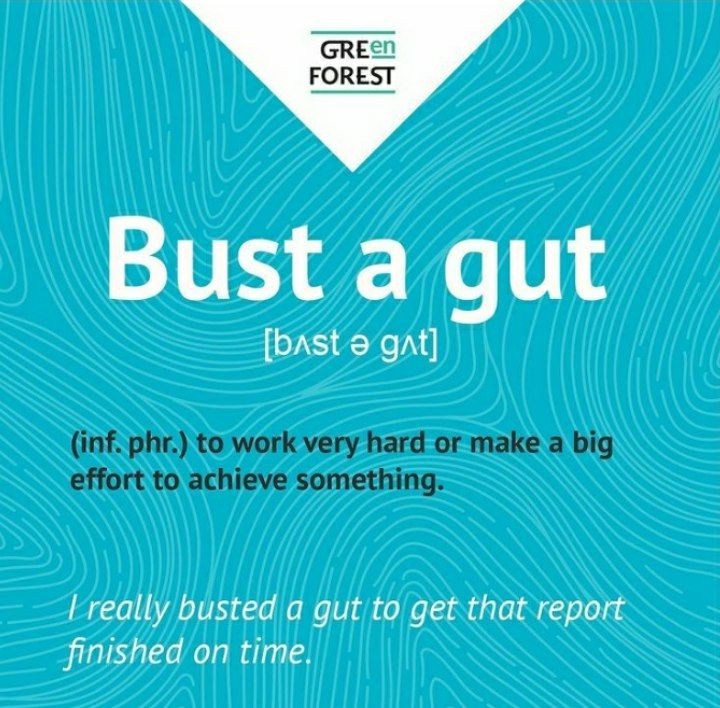 GREen
FOREST
Bust a gut
[bʌst ə gʌt]
(inf. phr.) to work very hard or make a big
effort to achieve something.
I really busted a gut to get that report
finished on time.